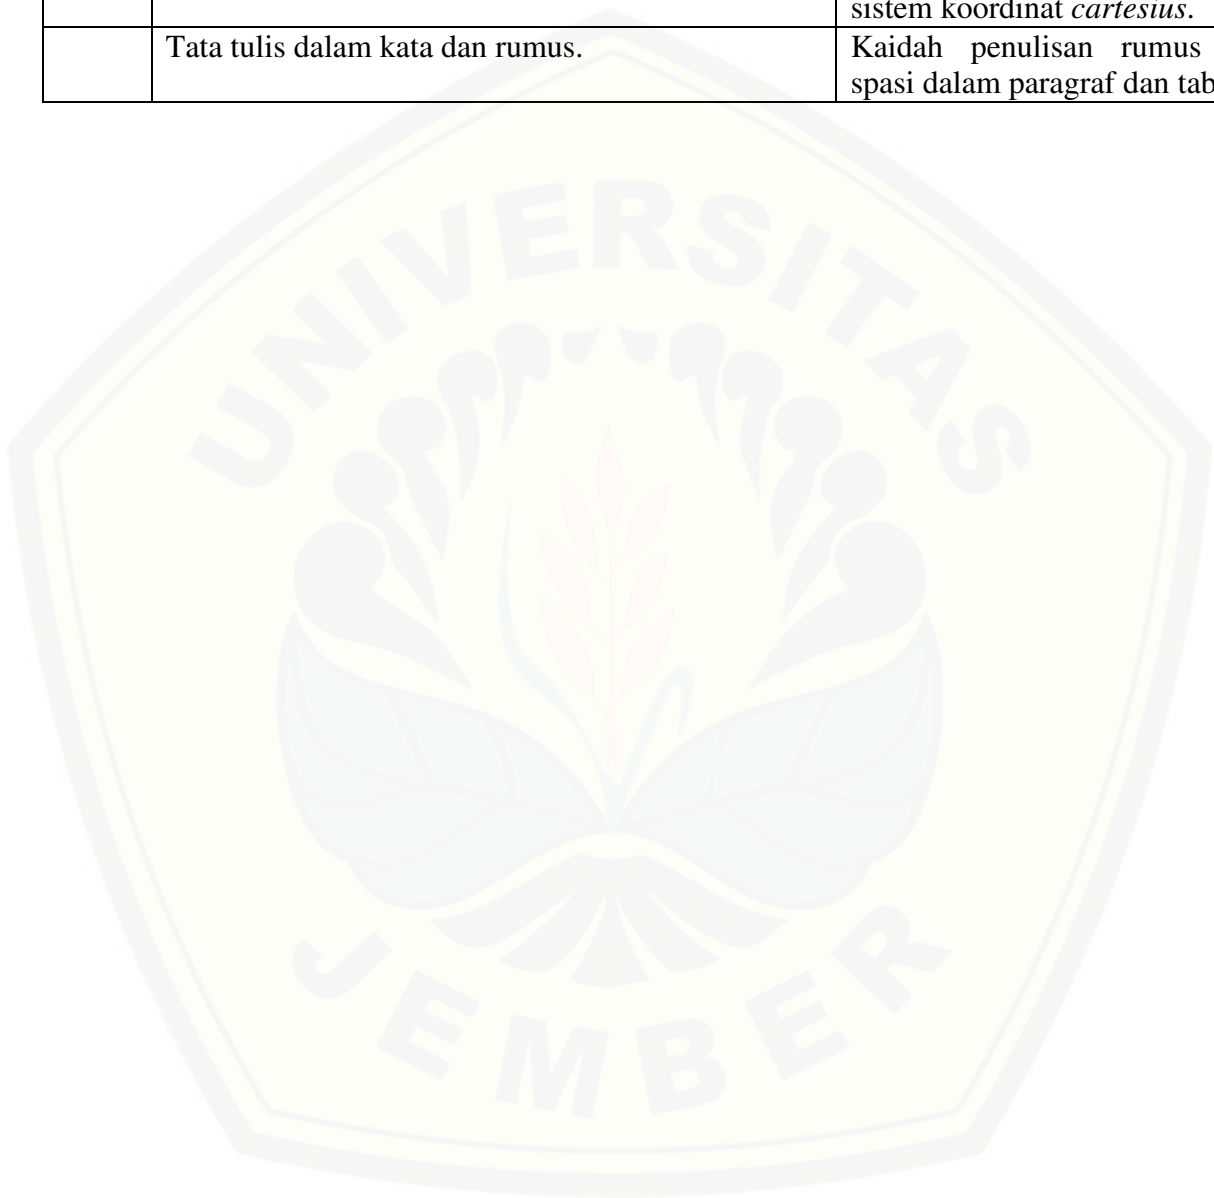 sistem koordinat cartesius.
Tata tulis dalam kata dan rumus.
Kaidah penulisan rumus
spasi dalam paragraf dan tab
UNIVERSITAS
JEMBER